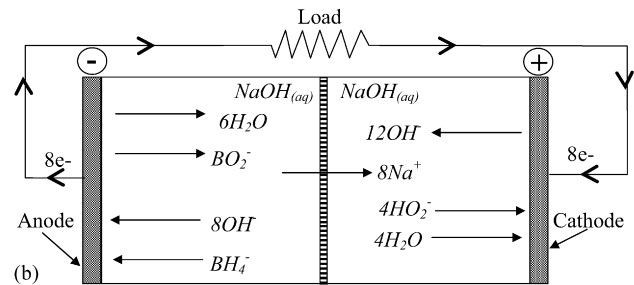 Load
-
+
NaOH(aq) NaOH(aq)
6H₂O
12OH⁻
8e- BO₂⁻ 8Na⁺ 8e-
4HO₂⁻
Anode 8OH⁻ Cathode
4H₂O
BH₄⁻
(b)